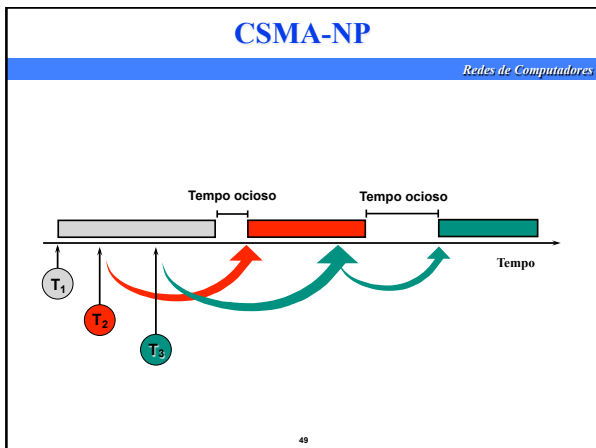 CSMA-NP
Redes de Computadores
Tempo ocioso
Tempo ocioso
Tempo
T1
T2
T3
49